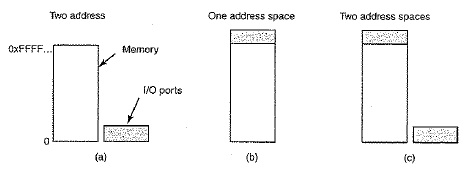 Two address
One address space
Two address spaces
0xFFFF...
Memory
I/O ports
0
(a)
(b)
(c)